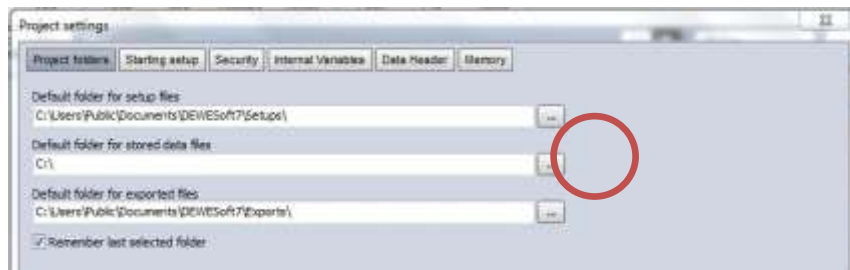 Project settings
Project folders Starting setup Security Internal Variables Data Header Memory
Default folder for setup files
C:\Users\Public\Documents\DEWESoft7\Setups\
...
Default folder for stored data files
C:\
...
Default folder for exported files
C:\Users\Public\Documents\DEWESoft7\Exports\
...
Remember last selected folder